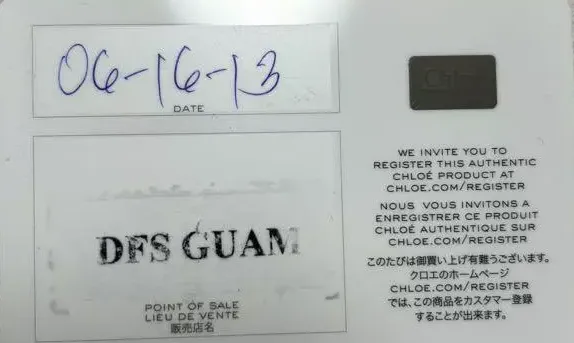 06-16-13
DATE
DFS GUAM
POINT OF SALE
LIEU DE VENTE
販売店名
WE INVITE YOU TO
REGISTER THIS AUTHENTIC
CHLOÉ PRODUCT AT
CHLOE.COM/REGISTER
NOUS VOUS INVITONS A
ENREGISTRER CE PRODUIT
CHLOÉ AUTHENTIQUE SUR
CHLOE.COM/REGISTER
このたびは御買い上げ有難うございます。
クロエのホームページ
CHLOE.COM/REGISTER
では、この商品をカスタマー登録
することが出来ます。